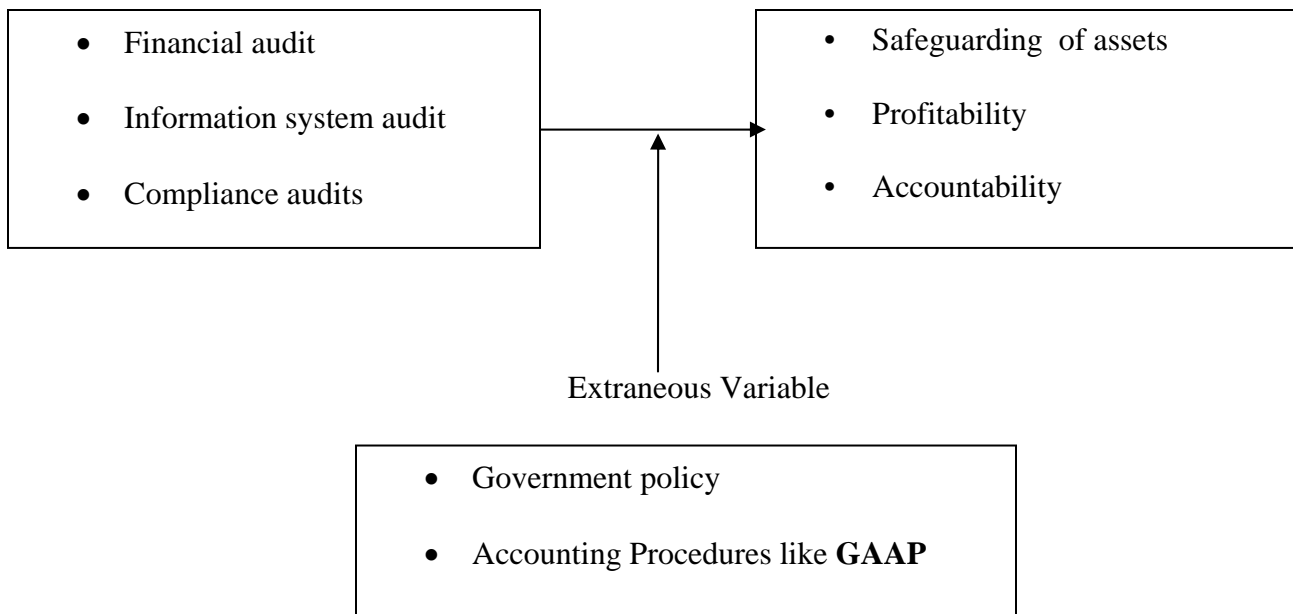 • Financial audit
• Information system audit
• Compliance audits
• Safeguarding of assets
• Profitability
• Accountability
Extraneous Variable
• Government policy
• Accounting Procedures like GAAP